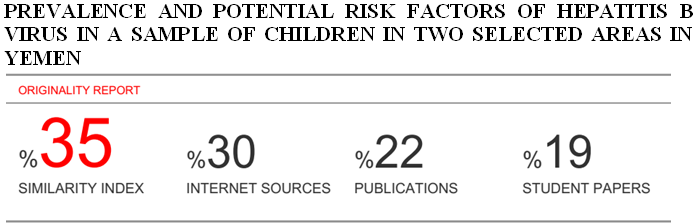 PREVALENCE AND POTENTIAL RISK FACTORS OF HEPATITIS B
VIRUS IN A SAMPLE OF CHILDREN IN TWO SELECTED AREAS IN
YEMEN
ORIGINALITY REPORT
%35 %30 %22 %19
SIMILARITY INDEX INTERNET SOURCES PUBLICATIONS STUDENT PAPERS